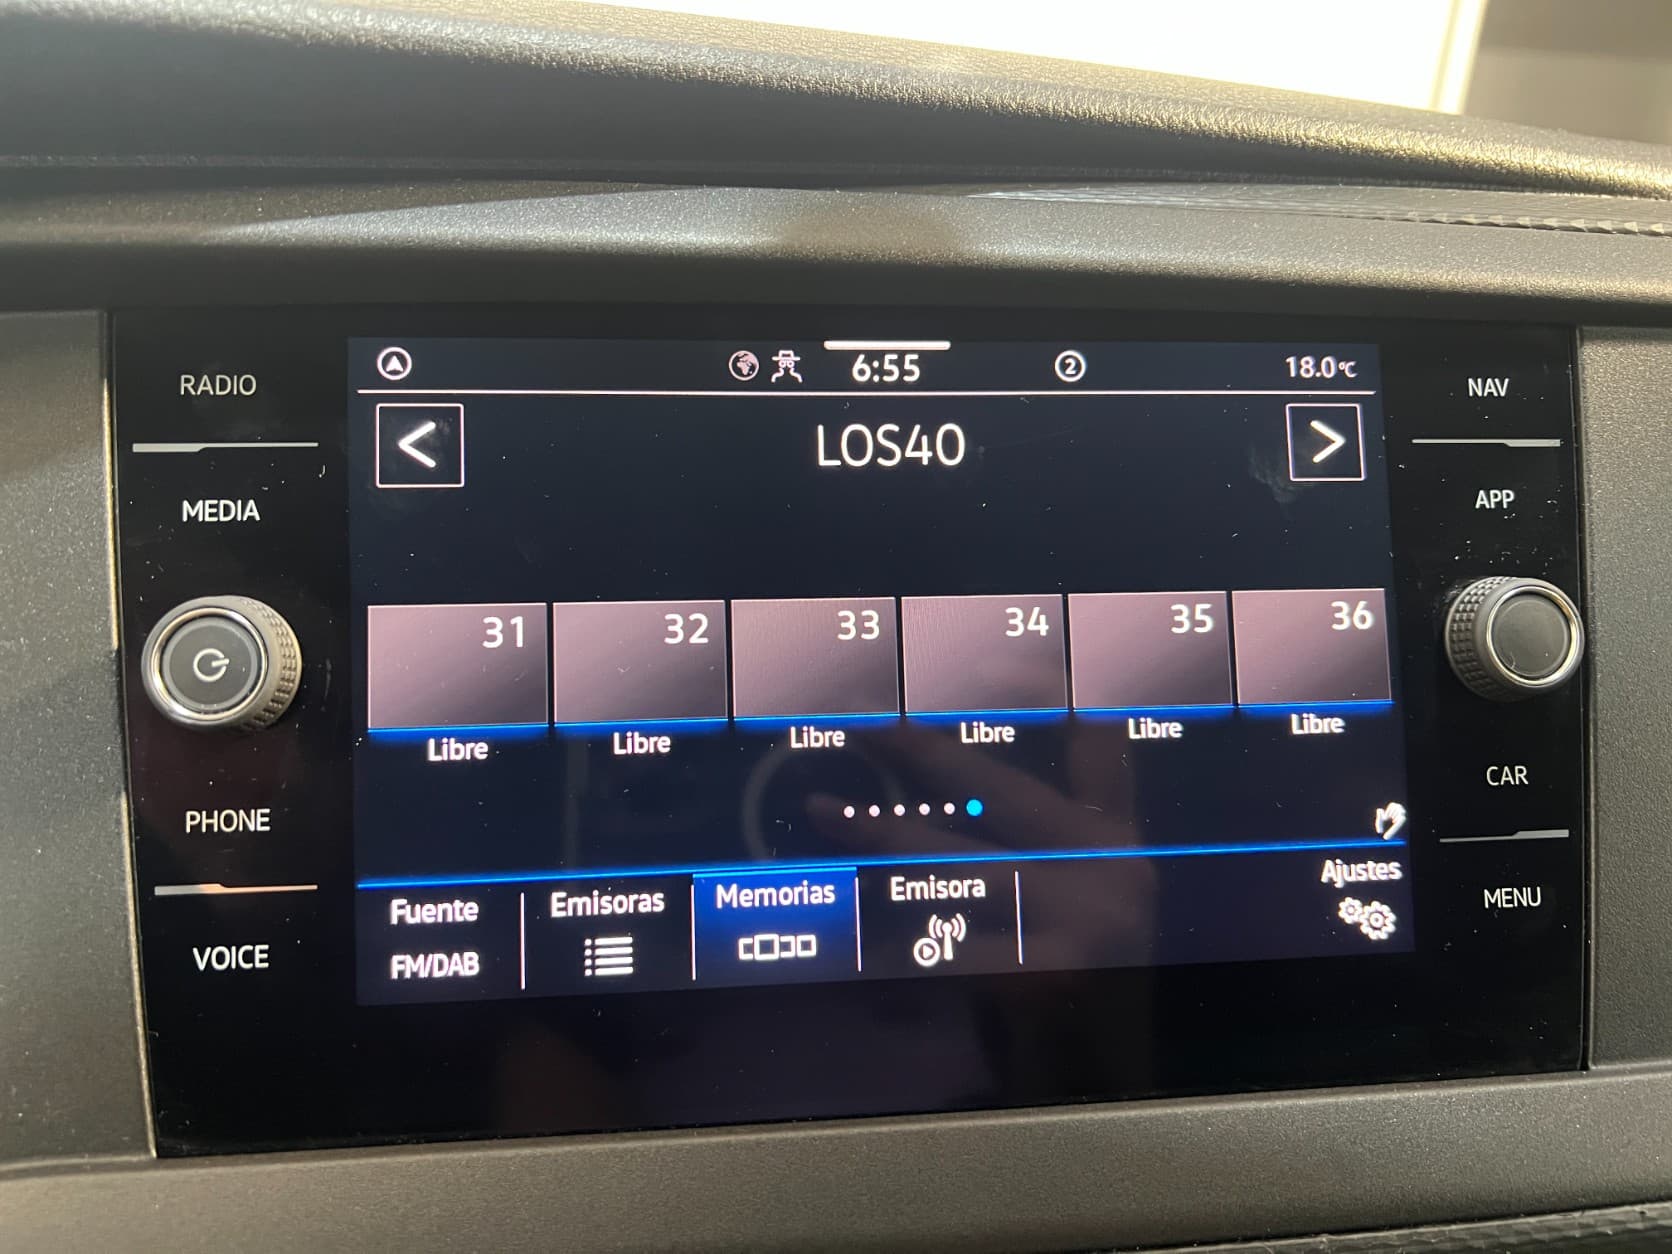 RADIO
MEDIA
PHONE
VOICE
6:55
2
18.0°C
<
LOS40
>
31
32
33
34
35
36
Libre
Libre
Libre
Libre
Libre
Libre
Fuente
FM/DAB
Emisoras
Memorias
Emisora
Ajustes
NAV
APP
CAR
MENU